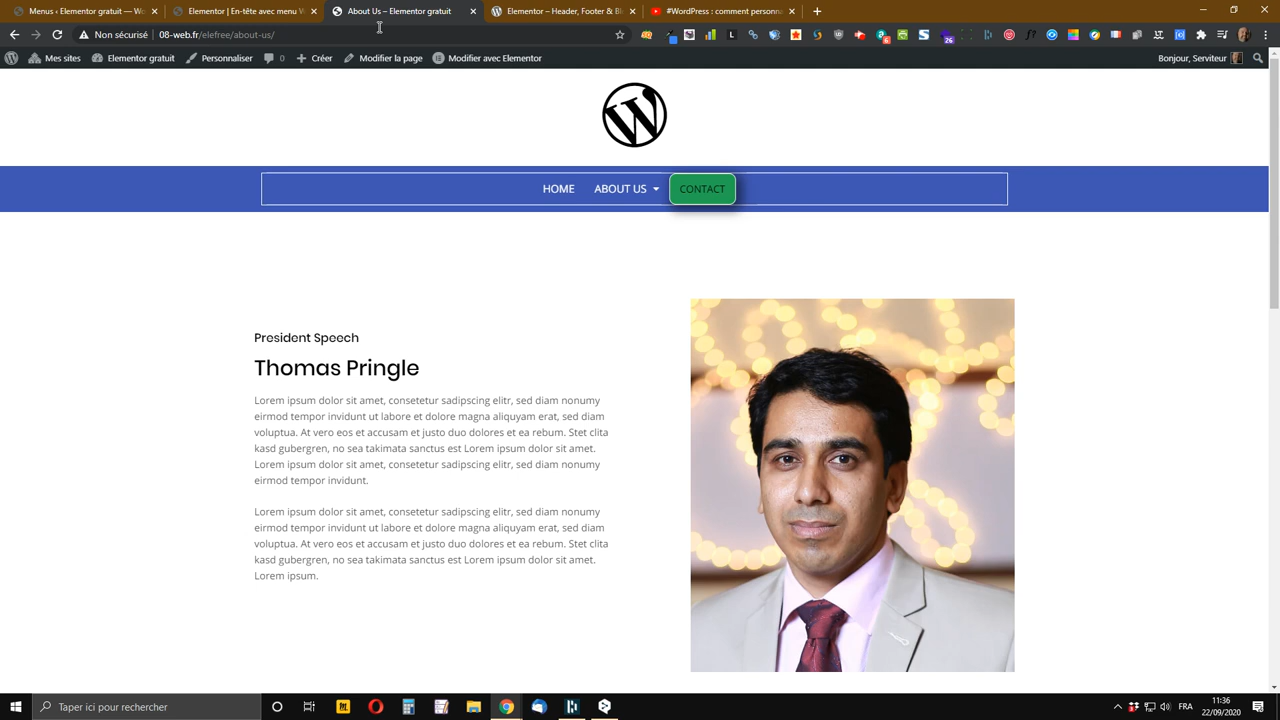 Menus ‹ Elementor gratuit — Wo
Elementor | En-tête avec menu W
About Us – Elementor gratuit
Elementor – Header, Footer & Blo
#WordPress : comment personna
Non sécurisé | 08-web.fr/elefree/about-us/
Mes sites
Elementor gratuit
Personnaliser
0
Créer
Modifier la page
Modifier avec Elementor
Bonjour, Serviteur
HOME
ABOUT US
CONTACT
President Speech
Thomas Pringle
Lorem ipsum dolor sit amet, consetetur sadipscing elitr, sed diam nonumy
eirmod tempor invidunt ut labore et dolore magna aliquyam erat, sed diam
voluptua. At vero eos et accusam et justo duo dolores et ea rebum. Stet clita
kasd gubergren, no sea takimata sanctus est Lorem ipsum dolor sit amet.
Lorem ipsum dolor sit amet, consetetur sadipscing elitr, sed diam nonumy
eirmod tempor invidunt.
Lorem ipsum dolor sit amet, consetetur sadipscing elitr, sed diam nonumy
eirmod tempor invidunt ut labore et dolore magna aliquyam erat, sed diam
voluptua. At vero eos et accusam et justo duo dolores et ea rebum. Stet clita
kasd gubergren, no sea takimata sanctus est Lorem ipsum dolor sit amet.
Lorem ipsum.
Taper ici pour rechercher
FRA
11:36
22/09/2020